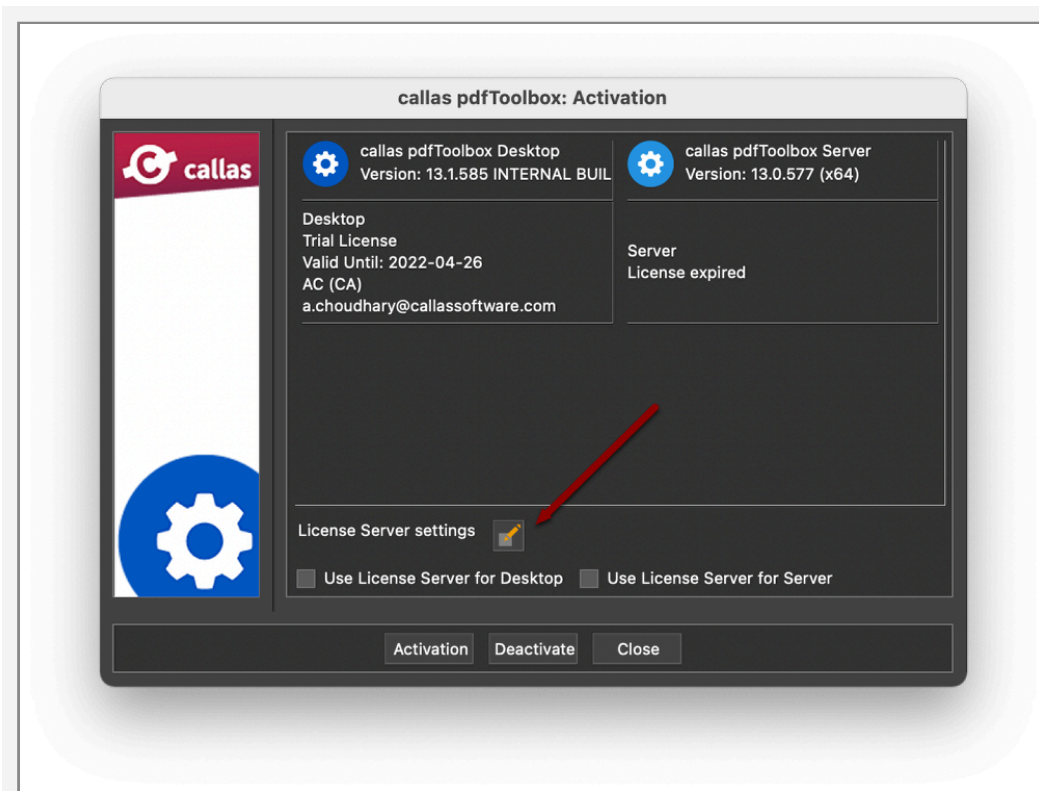 callas pdfToolbox: Activation
callas
callas pdfToolbox Desktop
Version: 13.1.585 INTERNAL BUIL
callas pdfToolbox Server
Version: 13.0.577 (x64)
Desktop
Trial License
Valid Until: 2022-04-26
AC (CA)
a.choudhary@callassoftware.com
Server
License expired
License Server settings
Use License Server for Desktop
Use License Server for Server
Activation
Deactivate
Close